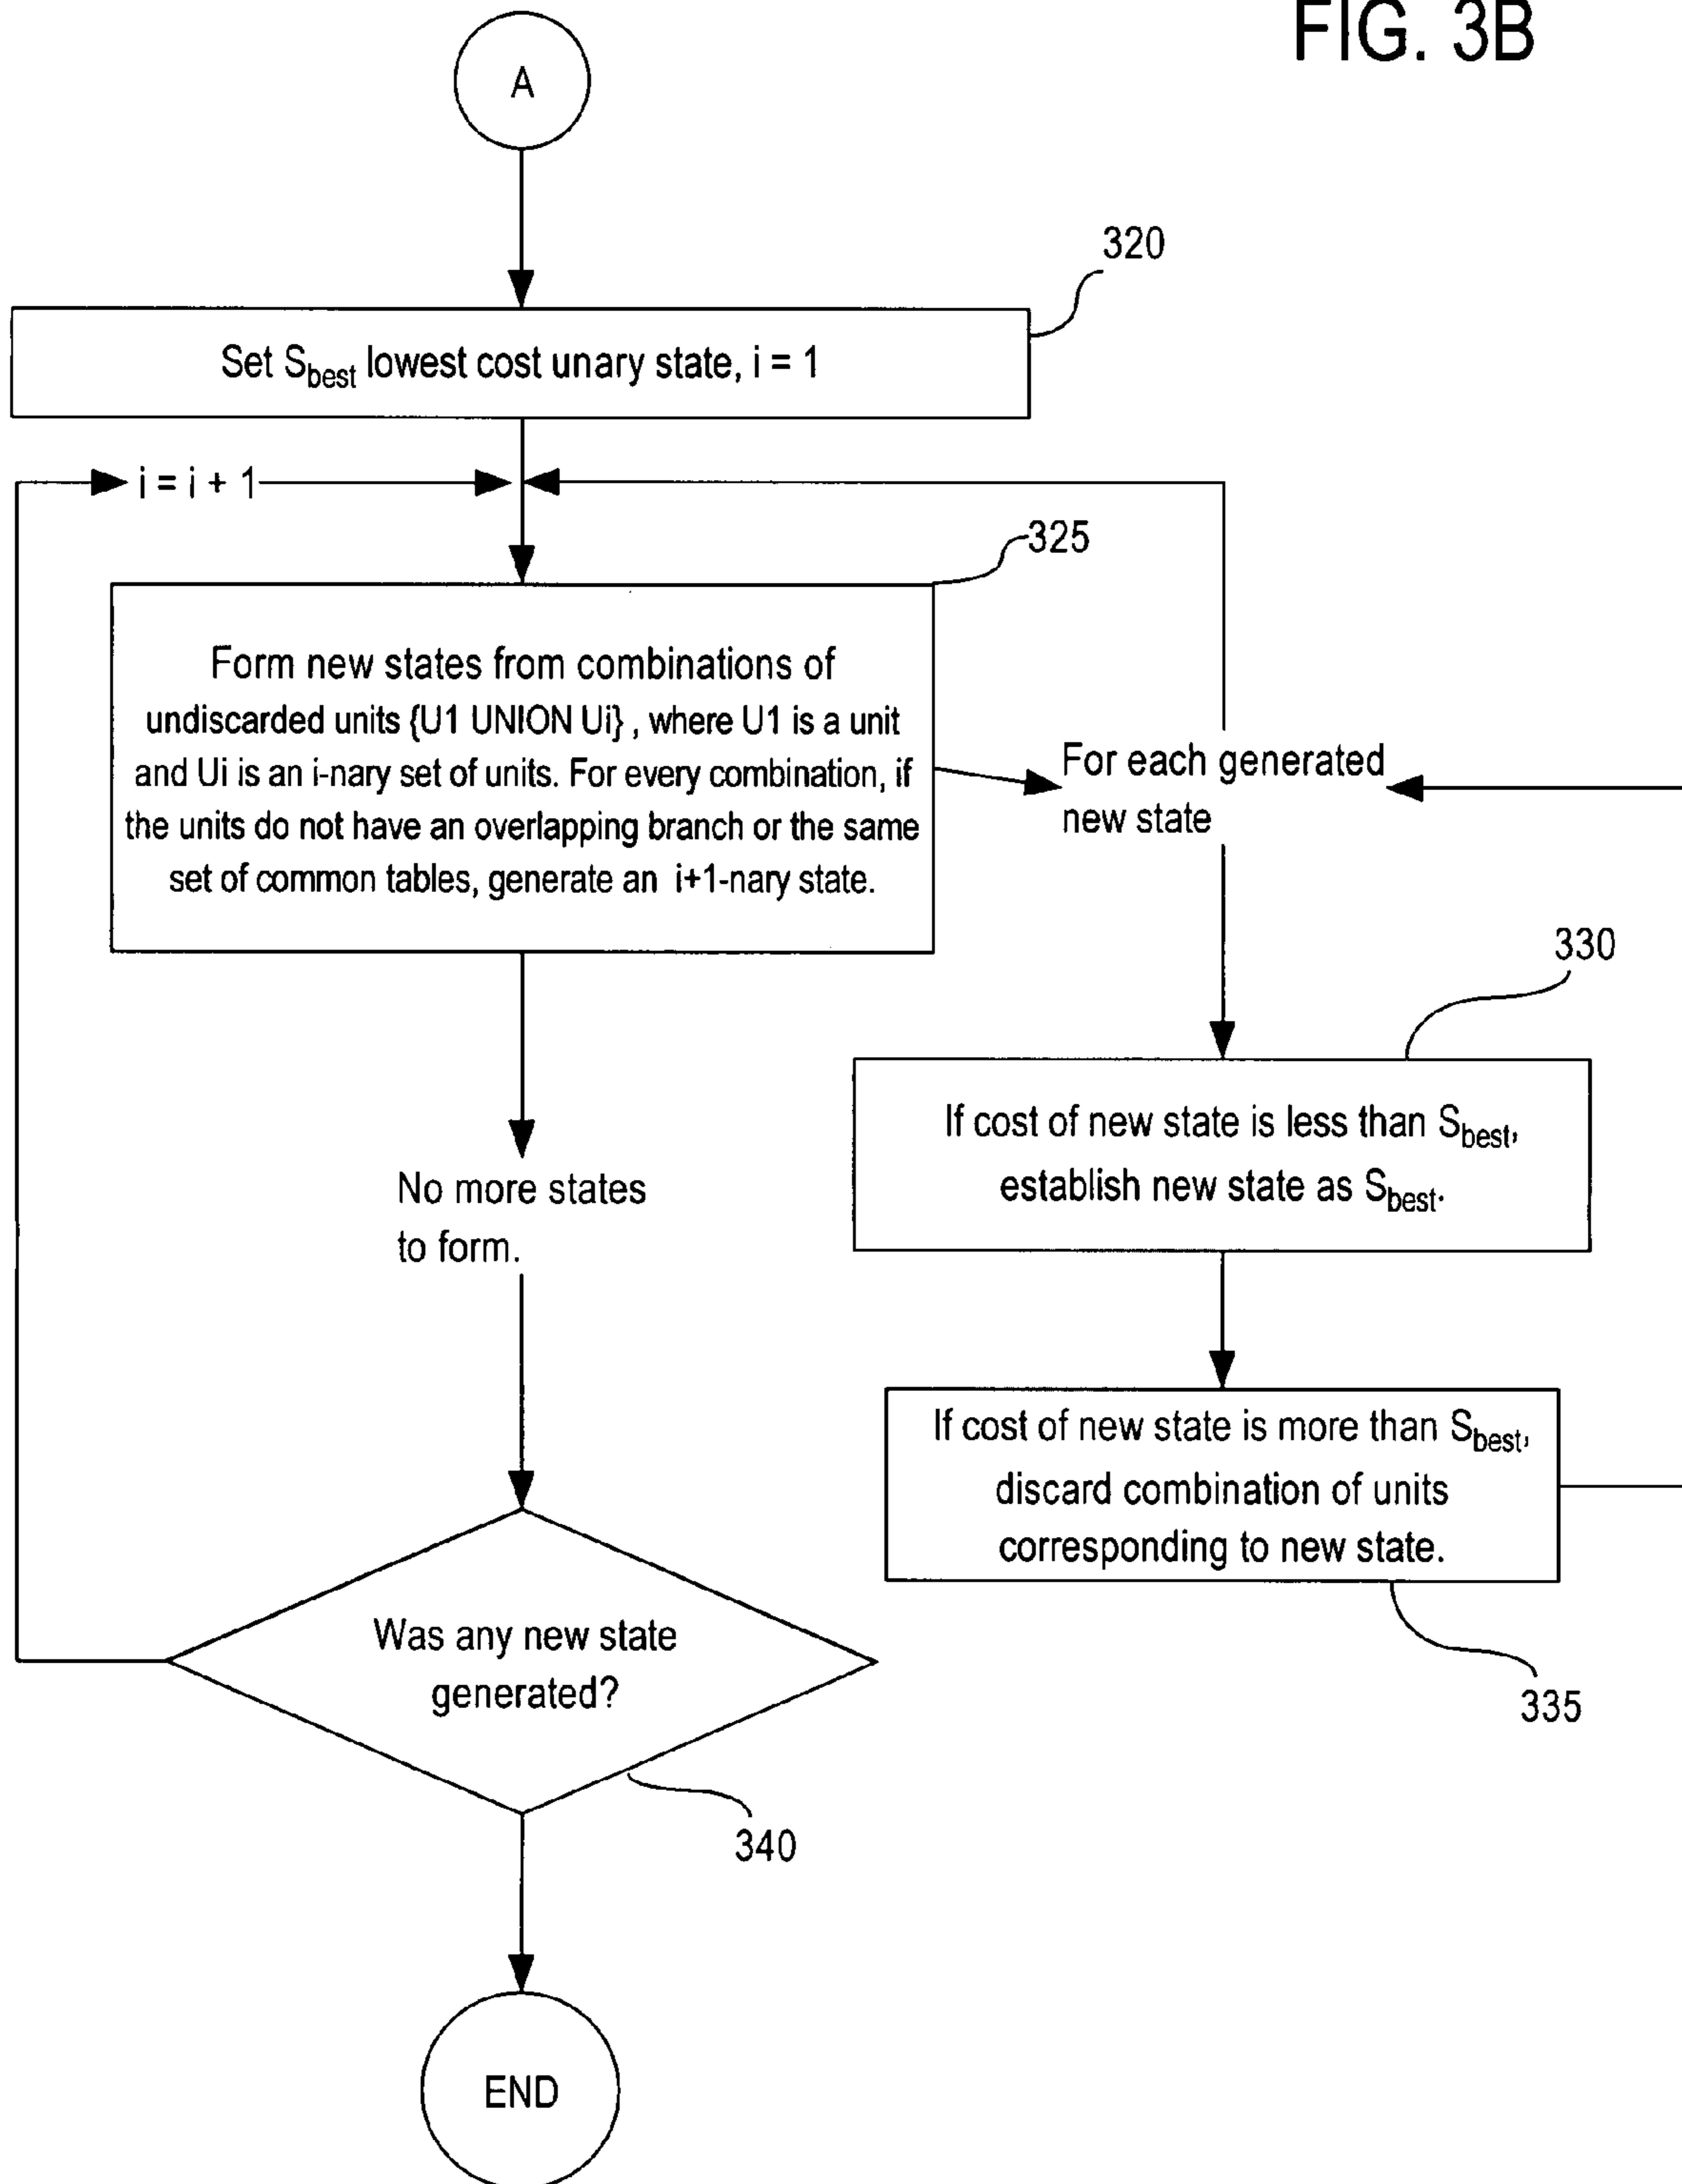 FIG. 3B
A
320
Set Sbest lowest cost unary state, i = 1
i = i + 1
325
Form new states from combinations of
undiscarded units {U1 UNION Ui} , where U1 is a unit
and Ui is an i-nary set of units. For every combination, if
the units do not have an overlapping branch or the same
set of common tables, generate an i+1-nary state.
For each generated
new state
330
If cost of new state is less than Sbest,
establish new state as Sbest.
No more states
to form.
If cost of new state is more than Sbest,
discard combination of units
corresponding to new state.
335
Was any new state
generated?
340
END